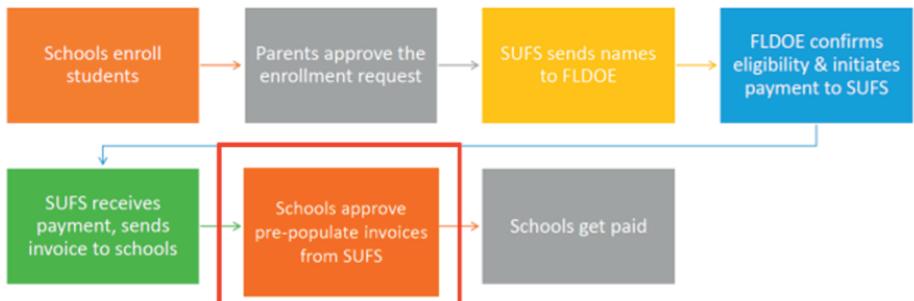 Schools enroll
students
Parents approve the
enrollment request
SUFS sends names
to FLDOE
FLDOE confirms
eligibility & initiates
payment to SUFS
SUFS receives
payment, sends
invoice to schools
Schools approve
pre-populate invoices
from SUFS
Schools get paid